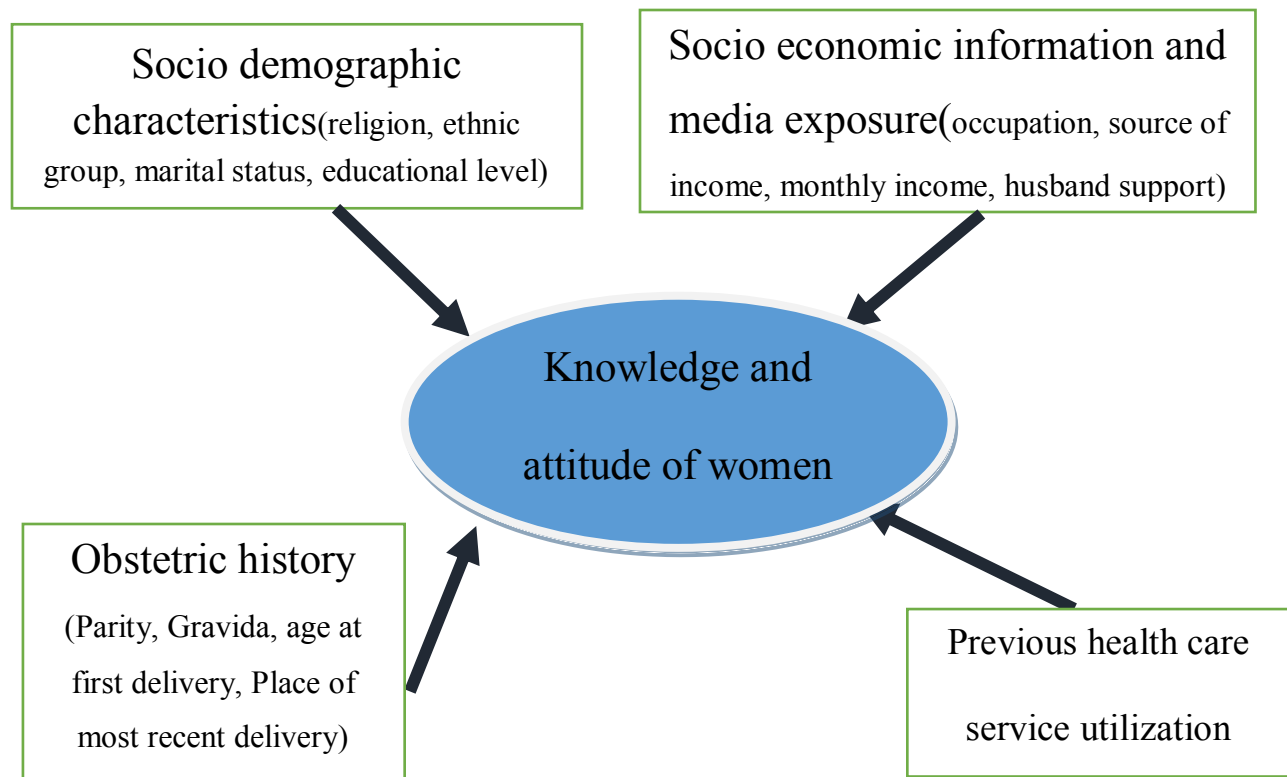 Socio demographic
characteristics(religion, ethnic
group, marital status, educational level)
Socio economic information and
media exposure(occupation, source of
income, monthly income, husband support)
Knowledge and
attitude of women
Obstetric history
(Parity, Gravida, age at
first delivery, Place of
most recent delivery)
Previous health care
service utilization